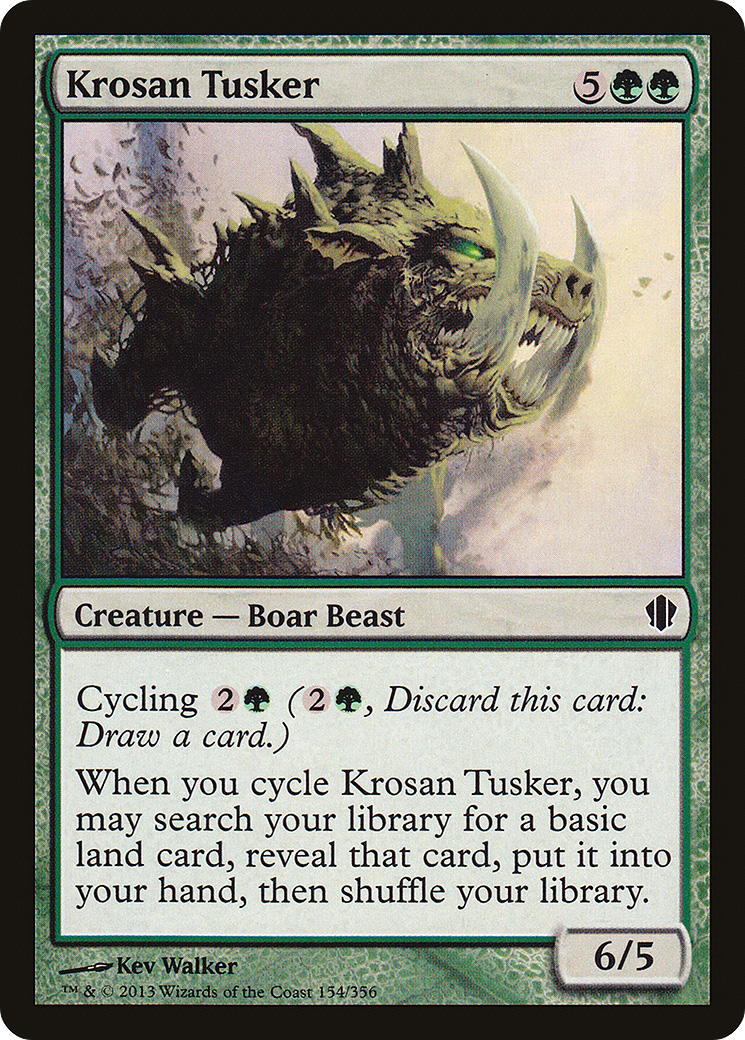 Krosan Tusker 5
Creature — Boar Beast
Cycling 2 (2, Discard this card:
Draw a card.)
When you cycle Krosan Tusker, you
may search your library for a basic
land card, reveal that card, put it into
your hand, then shuffle your library.
6/5
Kev Walker
™ & © 2013 Wizards of the Coast 154/356